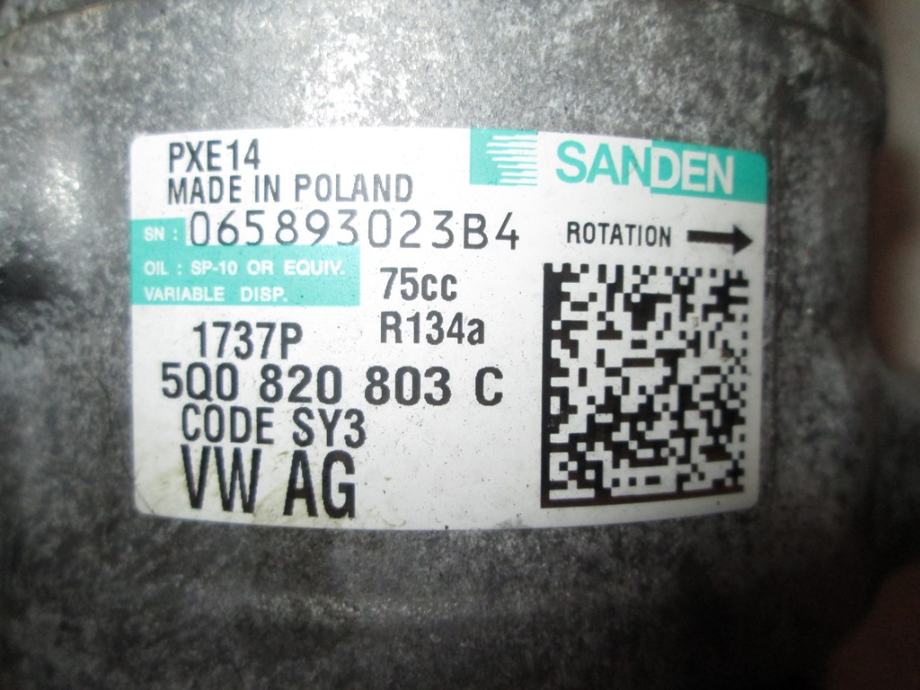 PXE14
SANDEN
MADE IN POLAND
SN : 065893023B4
ROTATION
OIL : SP-10 OR EQUIV.
VARIABLE DISP.
75cc
1737P
R134a
5Q0 820 803 C
CODE SY3
VW AG